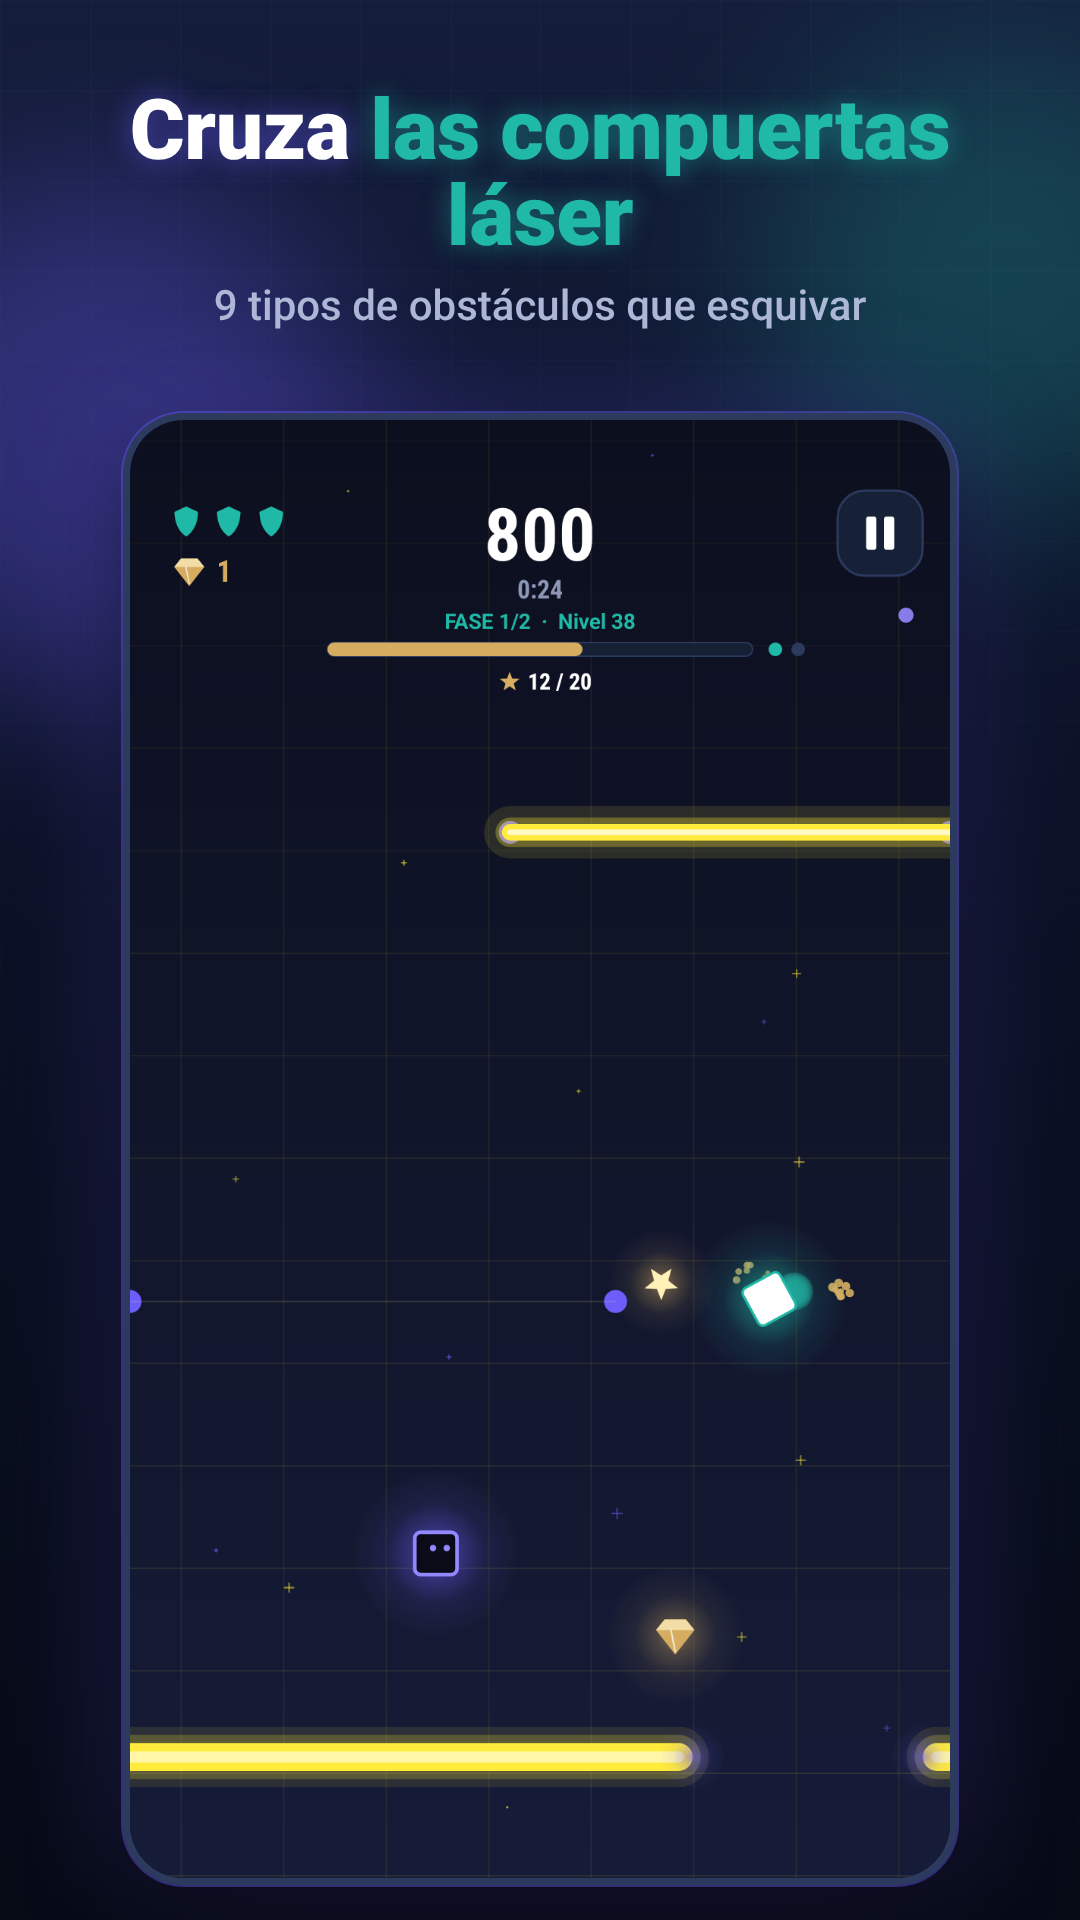 Cruza las compuertas
láser
9 tipos de obstáculos que esquivar
800
1
0:24
FASE 1/2 · Nivel 38
12 / 20